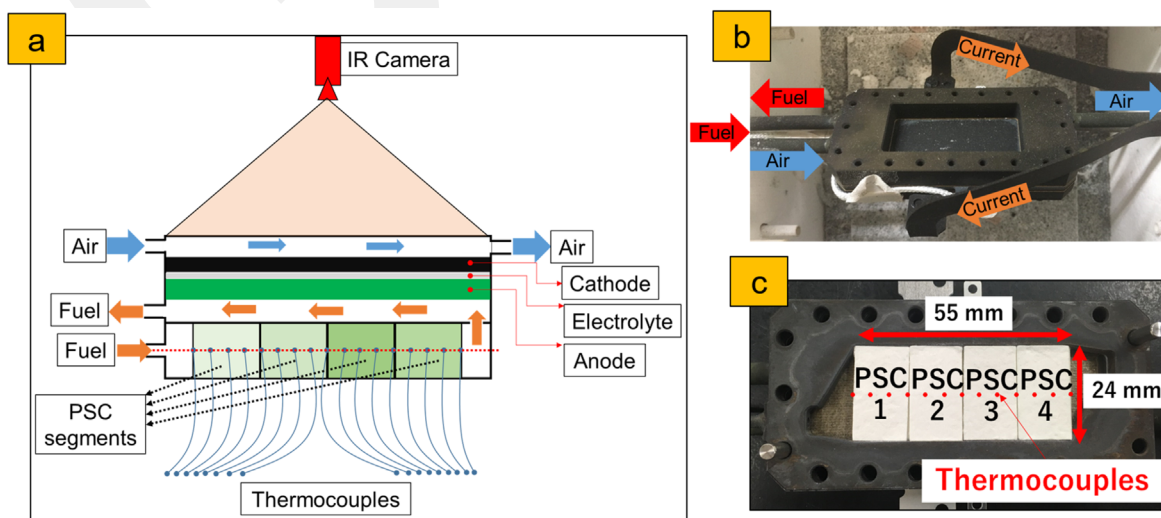 a
IR Camera
Air
Air
Fuel
Fuel
Cathode
Electrolyte
Anode
PSC
segments
Thermocouples
b
Current
Fuel
Air
Fuel
Air
Current
c
55 mm
PSC PSC PSC PSC
1 2 3 4
24 mm
Thermocouples